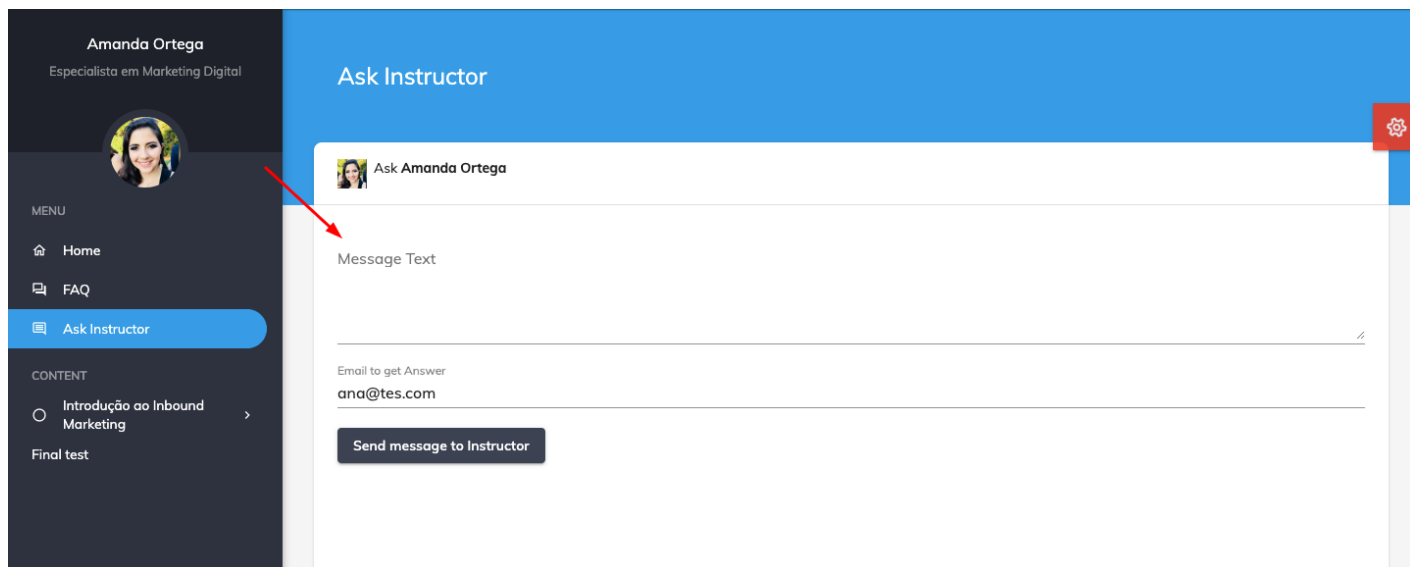 Amanda Ortega
Especialista em Marketing Digital
MENU
Home
FAQ
Ask Instructor
CONTENT
Introdução ao Inbound
Marketing
Final test
Ask Instructor
Ask Amanda Ortega
Message Text
Email to get Answer
ana@tes.com
Send message to Instructor